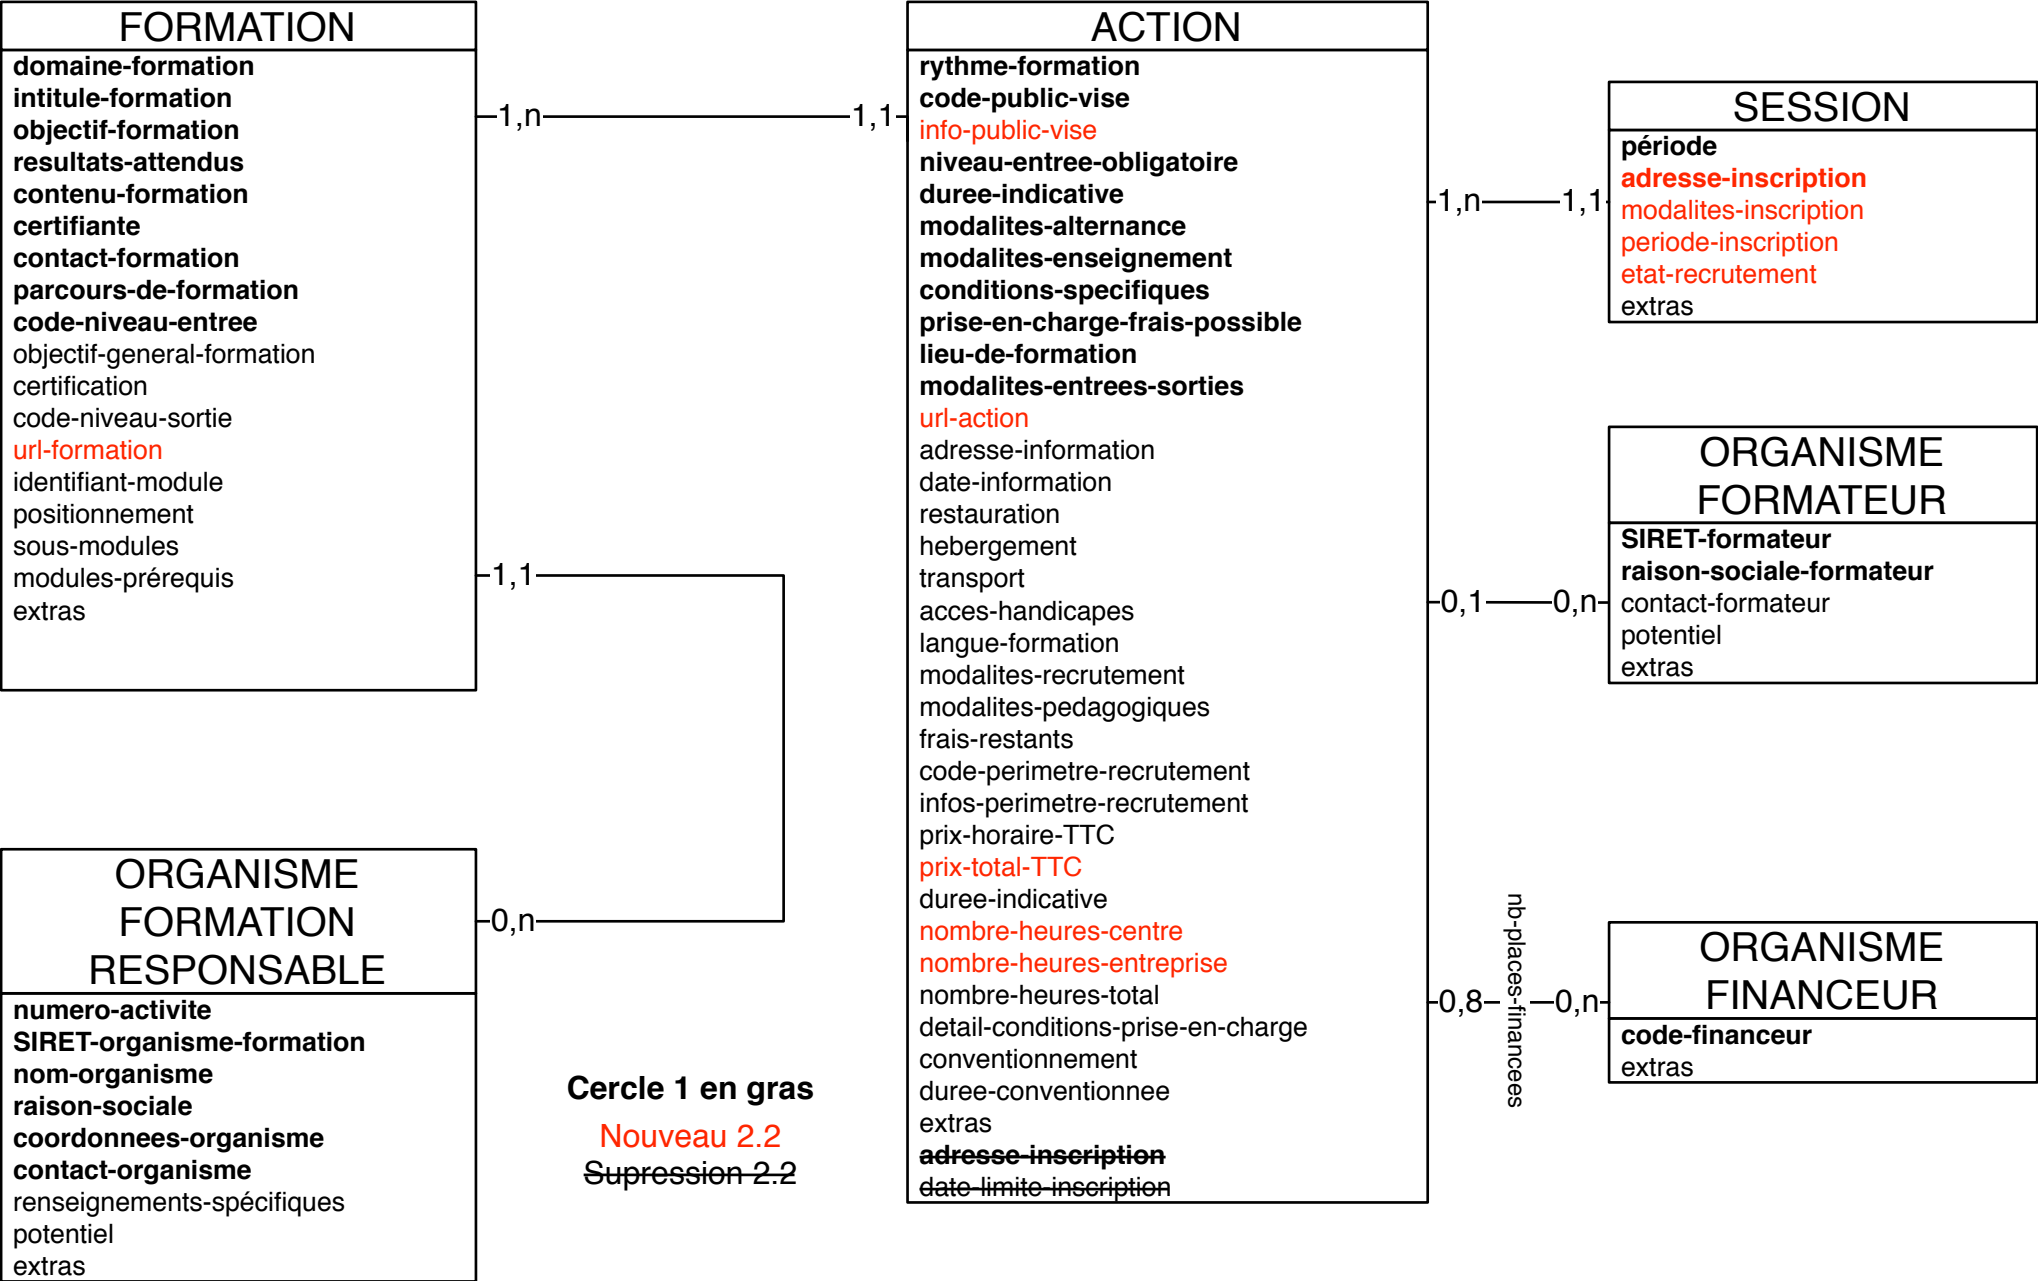 FORMATION
domaine-formation
intitule-formation
objectif-formation
resultats-attendus
contenu-formation
certifiante
contact-formation
parcours-de-formation
code-niveau-entree
objectif-general-formation
certification
code-niveau-sortie
url-formation
identifiant-module
positionnement
sous-modules
modules-prérequis
extras
1,n
1,1
1,1
0,n
ORGANISME
FORMATION
RESPONSABLE
numero-activite
SIRET-organisme-formation
nom-organisme
raison-sociale
coordonnees-organisme
contact-organisme
renseignements-spécifiques
potentiel
extras
Cercle 1 en gras
Nouveau 2.2
Supression 2.2
ACTION
rythme-formation
code-public-vise
info-public-vise
niveau-entree-obligatoire
duree-indicative
modalites-alternance
modalites-enseignement
conditions-specifiques
prise-en-charge-frais-possible
lieu-de-formation
modalites-entrees-sorties
url-action
adresse-information
date-information
restauration
hebergement
transport
acces-handicapes
langue-formation
modalites-recrutement
modalites-pedagogiques
frais-restants
code-perimetre-recrutement
infos-perimetre-recrutement
prix-horaire-TTC
prix-total-TTC
duree-indicative
nombre-heures-centre
nombre-heures-entreprise
nombre-heures-total
detail-conditions-prise-en-charge
conventionnement
duree-conventionnee
extras
adresse-inscription
date-limite-inscription
1,n
1,1
SESSION
période
adresse-inscription
modalites-inscription
periode-inscription
etat-recrutement
extras
0,1
0,n
ORGANISME
FORMATEUR
SIRET-formateur
raison-sociale-formateur
contact-formateur
potentiel
extras
0,8
nb-places-financees
0,n
ORGANISME
FINANCEUR
code-financeur
extras